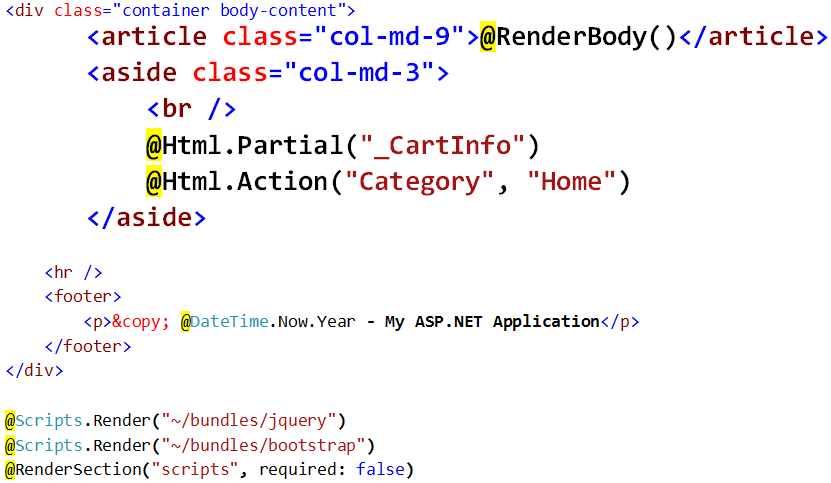 <div class="container body-content">
<article class="col-md-9">@RenderBody()</article>
<aside class="col-md-3">
<br />
@Html.Partial("_CartInfo")
@Html.Action("Category", "Home")
</aside>
<hr />
<footer>
<p>&copy; @DateTime.Now.Year - My ASP.NET Application</p>
</footer>
</div>
@Scripts.Render("~/bundles/jquery")
@Scripts.Render("~/bundles/bootstrap")
@RenderSection("scripts", required: false)